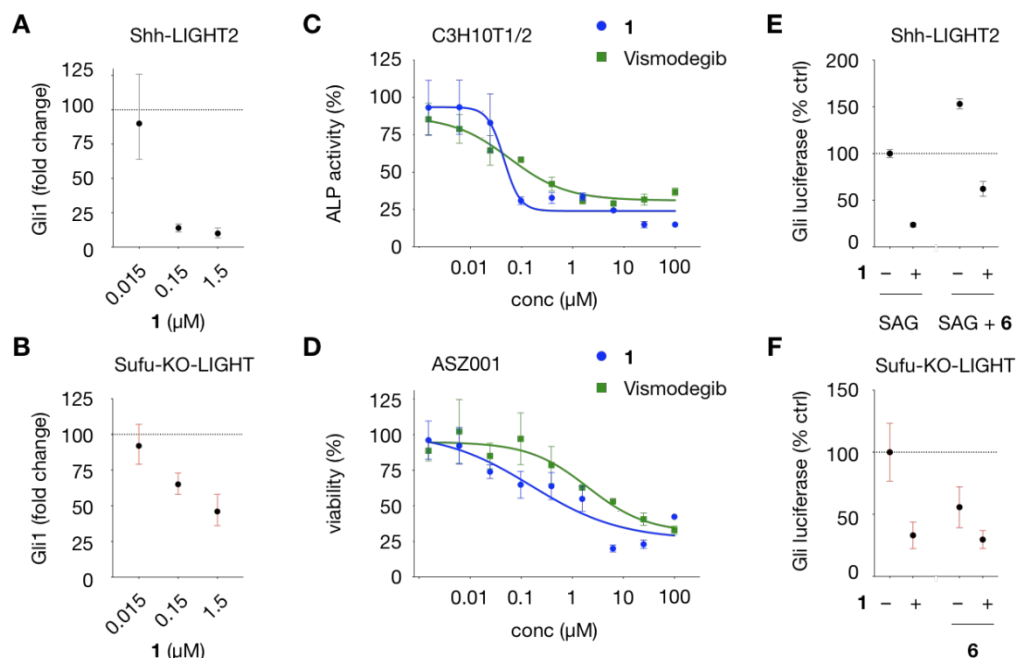 A
Shh-LIGHT2
Gli1 (fold change)
125
100
75
50
25
0
0.015
0.15
1.5
1 (µM)
B
Sufu-KO-LIGHT
Gli1 (fold change)
125
100
75
50
25
0
0.015
0.15
1.5
1 (µM)
C
C3H10T1/2
1
Vismodegib
ALP activity (%)
125
100
75
50
25
0.01 0.1 1 10 100
conc (µM)
D
ASZ001
1
Vismodegib
viability (%)
125
100
75
50
25
0
0.01 0.1 1 10 100
conc (µM)
E
Shh-LIGHT2
Gli luciferase (% ctrl)
200
150
100
50
0
1 − + − +
SAG SAG + 6
F
Sufu-KO-LIGHT
Gli luciferase (% ctrl)
150
100
50
0
1 − + − +
6